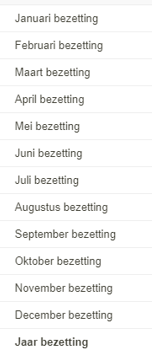 Januari bezetting
Februari bezetting
Maart bezetting
April bezetting
Mei bezetting
Juni bezetting
Juli bezetting
Augustus bezetting
September bezetting
Oktober bezetting
November bezetting
December bezetting
Jaar bezetting